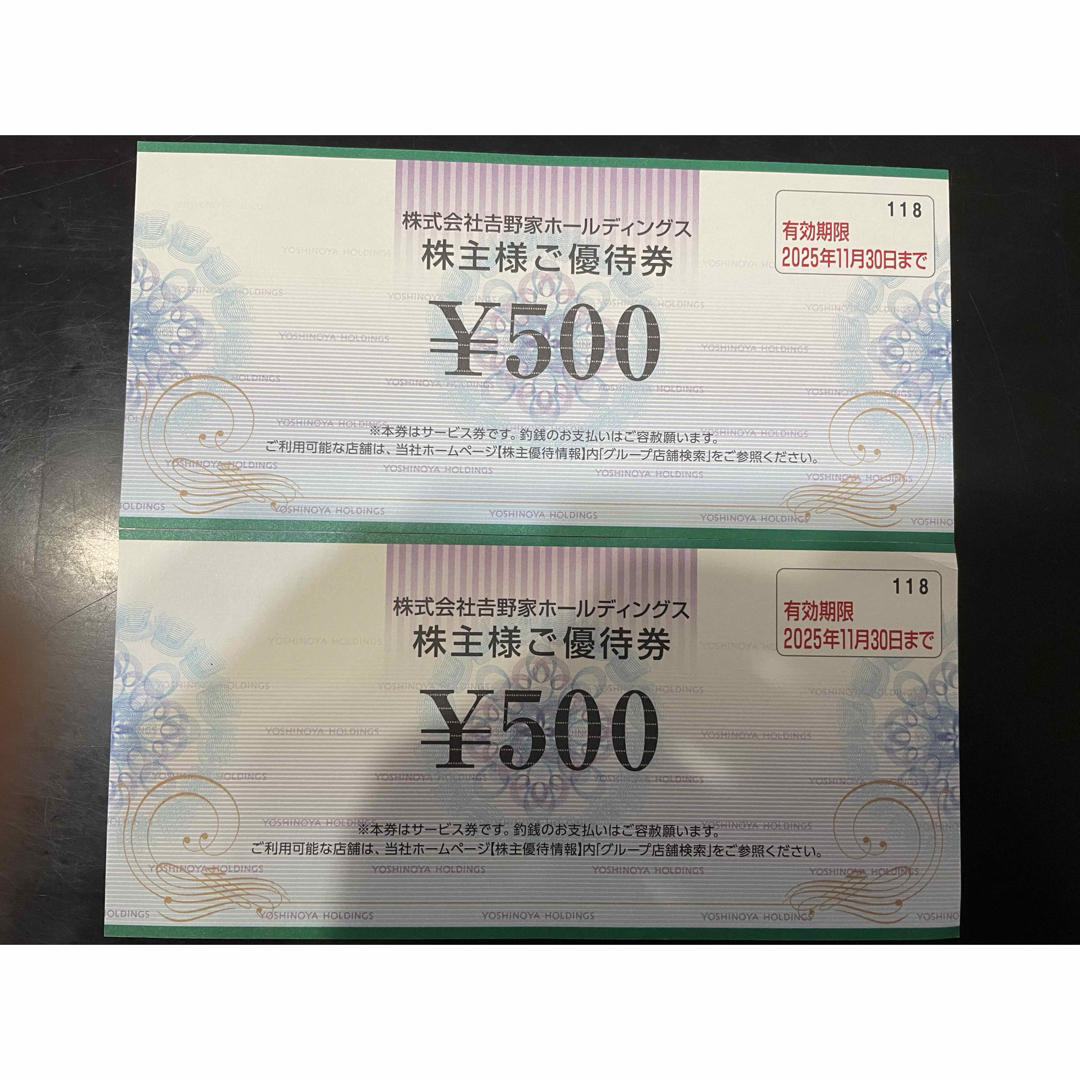 118
有効期限
2025年11月30日まで
株式会社吉野家ホールディングス
株主様ご優待券
¥500
※本券はサービス券です。釣銭のお支払いはご容赦願います。
ご利用可能な店舗は、当社ホームページ【株主優待情報】内「グループ店舗検索」をご参照ください。
YOSHINOYA HOLDINGS
118
有効期限
2025年11月30日まで
株式会社吉野家ホールディングス
株主様ご優待券
¥500
※本券はサービス券です。釣銭のお支払いはご容赦願います。
ご利用可能な店舗は、当社ホームページ【株主優待情報】内「グループ店舗検索」をご参照ください。
YOSHINOYA HOLDINGS